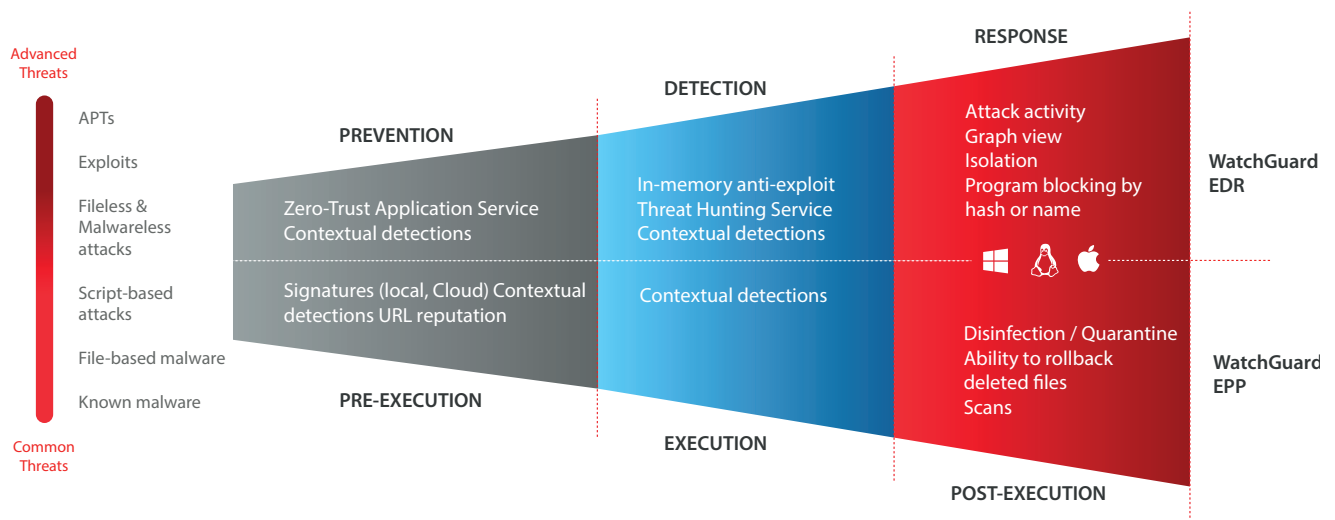 Advanced
Threats
APTs
Exploits
Fileless &
Malwareless
attacks
Script-based
attacks
File-based malware
Known malware
Common
Threats
PREVENTION
Zero-Trust Application Service
Contextual detections
Signatures (local, Cloud) Contextual
detections URL reputation
PRE-EXECUTION
DETECTION
In-memory anti-exploit
Threat Hunting Service
Contextual detections
Contextual detections
EXECUTION
RESPONSE
Attack activity
Graph view
Isolation
Program blocking by
hash or name
Disinfection / Quarantine
Ability to rollback
deleted files
Scans
POST-EXECUTION
WatchGuard
EDR
WatchGuard
EPP